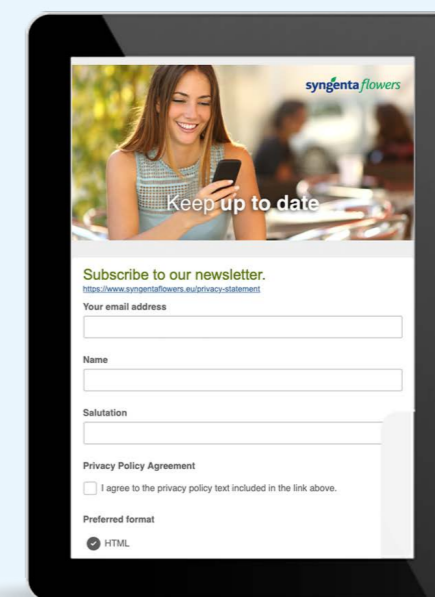 syngenta flowers
Keep up to date
Subscribe to our newsletter.
https://www.syngentaflowers.eu/privacy-statement
Your email address
Name
Salutation
Privacy Policy Agreement
I agree to the privacy policy text included in the link above.
Preferred format
HTML